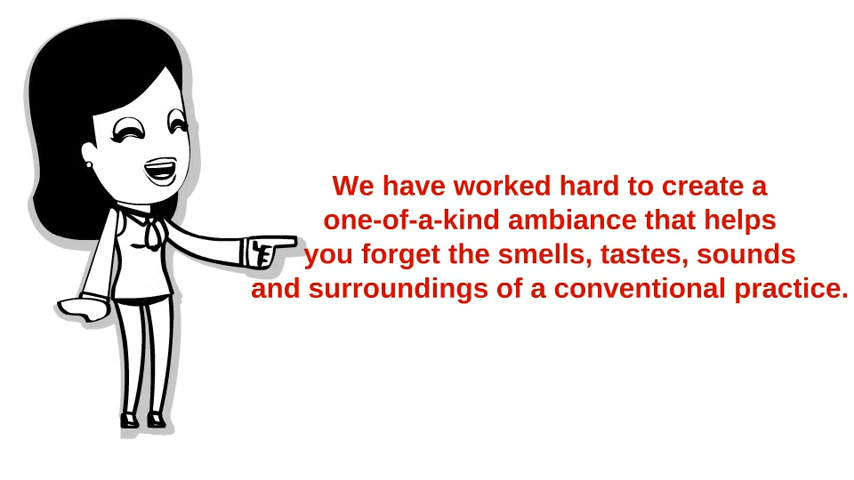 We have worked hard to create a
one-of-a-kind ambiance that helps
you forget the smells, tastes, sounds
and surroundings of a conventional practice.